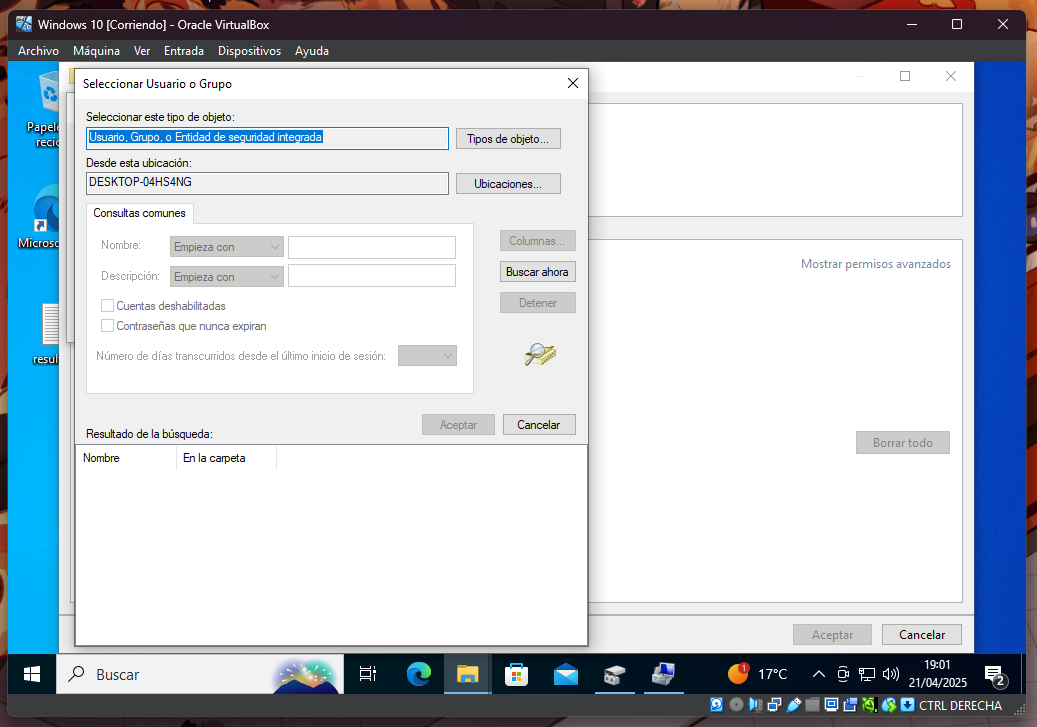 Windows 10 [Corriendo] - Oracle VirtualBox
Archivo Máquina Ver Entrada Dispositivos Ayuda
Seleccionar Usuario o Grupo
Seleccionar este tipo de objeto:
Usuario, Grupo, o Entidad de seguridad integrada
Tipos de objeto...
Desde esta ubicación:
DESKTOP-04HS4NG
Ubicaciones...
Consultas comunes
Nombre:
Empieza con
Columnas...
Descripción:
Empieza con
Buscar ahora
Cuentas deshabilitadas
Detener
Contraseñas que nunca expiran
Número de días transcurridos desde el último inicio de sesión:
Aceptar
Cancelar
Resultado de la búsqueda:
Nombre
En la carpeta
Papele
recic
Microso
resul
Mostrar permisos avanzados
Borrar todo
Aceptar
Cancelar
Buscar
1
17°C
19:01
21/04/2025
2
CTRL DERECHA